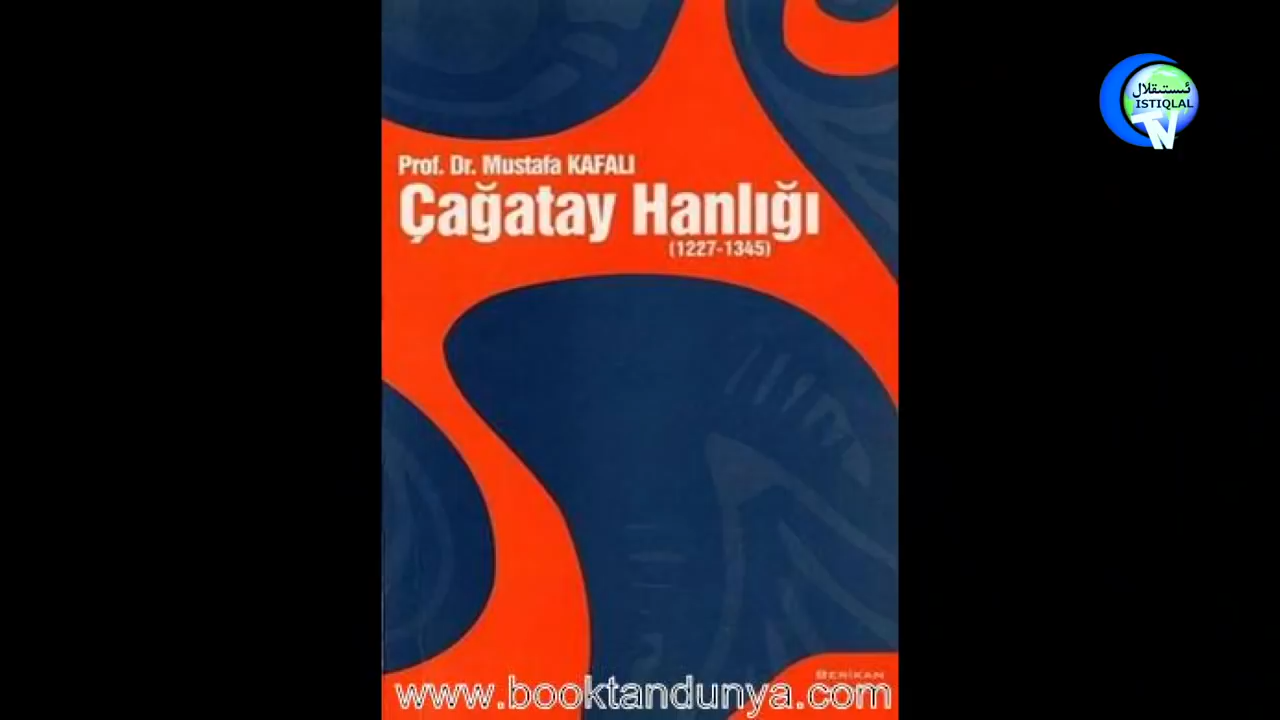 ئىستىقلال
ISTIQLAL
TV
Prof. Dr. Mustafa KAFALI
Çağatay Hanlığı
(1227-1345)
BERİKAN
www.booktandunya.com